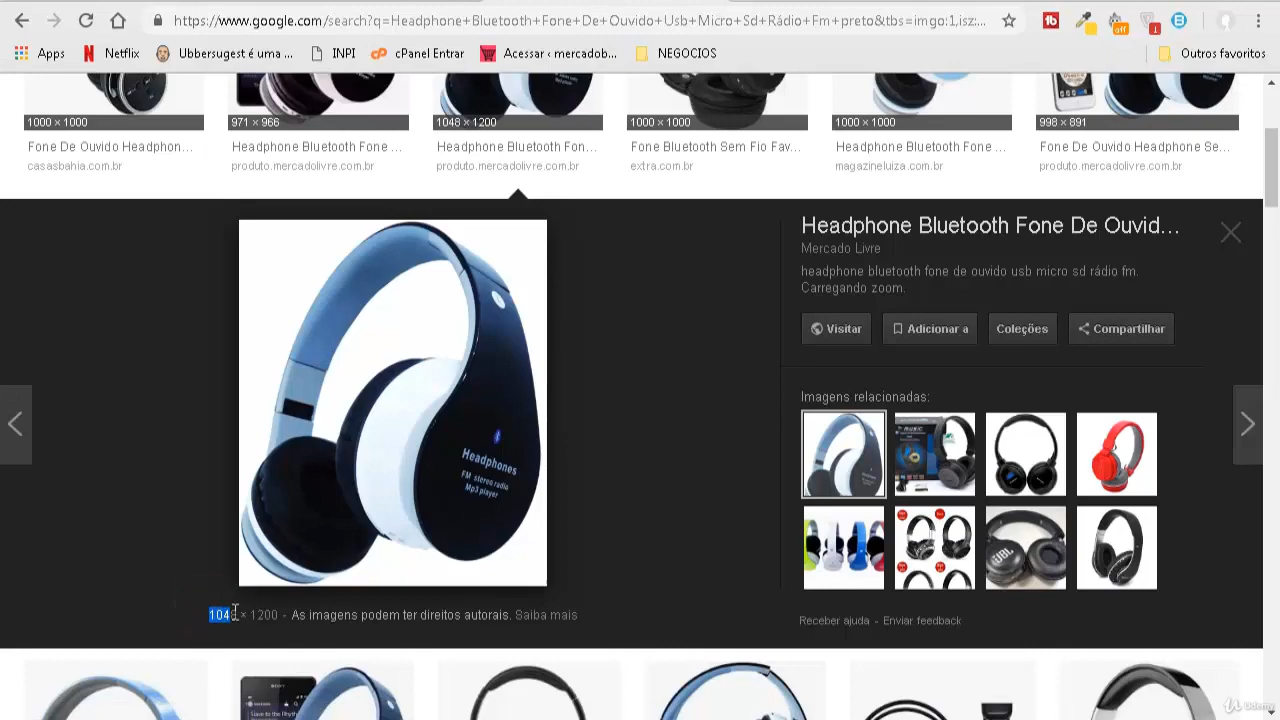 https://www.google.com/search?q=Headphone+Bluetooth+Fone+De+Ouvido+Usb+Micro+Sd+Rádio+Fm+preto&tbs=imgo:1,isz:...
Apps Netflix Ubbersugest é uma ... INPI cPanel Entrar Acessar ‹ mercadob... NEGOCIOS Outros favoritos
off 1
1000 × 1000 971 × 966 1048 × 1200 1000 × 1000 1000 × 1000 998 × 891
Fone De Ouvido Headphon... Headphone Bluetooth Fone ... Headphone Bluetooth Fon... Fone Bluetooth Sem Fio Fav... Headphone Bluetooth Fone ... Fone De Ouvido Headphone Se...
casasbahia.com.br produto.mercadolivre.com.br produto.mercadolivre.com.br extra.com.br magazineluiza.com.br produto.mercadolivre.com.br
Headphone Bluetooth Fone De Ouvid...
Mercado Livre
headphone bluetooth fone de ouvido usb micro sd rádio fm.
Carregando zoom.
Visitar Adicionar a Coleções Compartilhar
Imagens relacionadas:
MUSIC
JBL
Headphones
FM stereo radio
Mp3 player
1048 × 1200 - As imagens podem ter direitos autorais. Saiba mais
Receber ajuda - Enviar feedback
Udemy